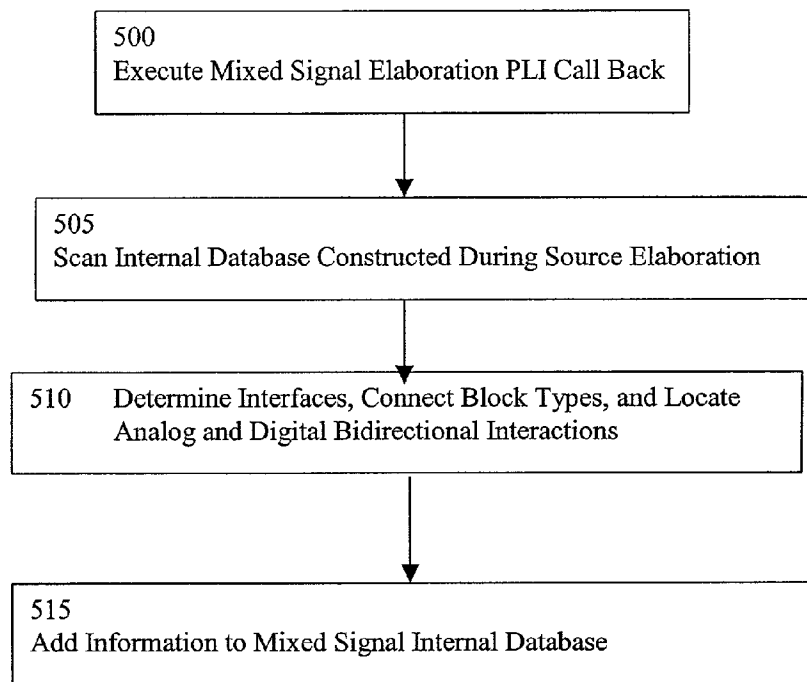 500
Execute Mixed Signal Elaboration PLI Call Back
505
Scan Internal Database Constructed During Source Elaboration
510 Determine Interfaces, Connect Block Types, and Locate
Analog and Digital Bidirectional Interactions
515
Add Information to Mixed Signal Internal Database